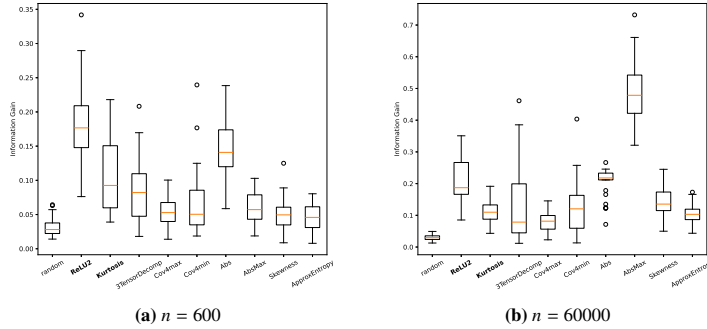 0.35
0.30
0.25
0.20
0.15
0.10
0.05
0.00
Information Gain
random
ReLU2
Kurtosis
3TensorDecomp
Cov4max
Cov4min
Abs
AbsMax
Skewness
ApproxEntropy
(a) n = 600
0.7
0.6
0.5
0.4
0.3
0.2
0.1
0.0
Information Gain
random
ReLU2
Kurtosis
3TensorDecomp
Cov4max
Cov4min
Abs
AbsMax
Skewness
ApproxEntropy
(b) n = 60000